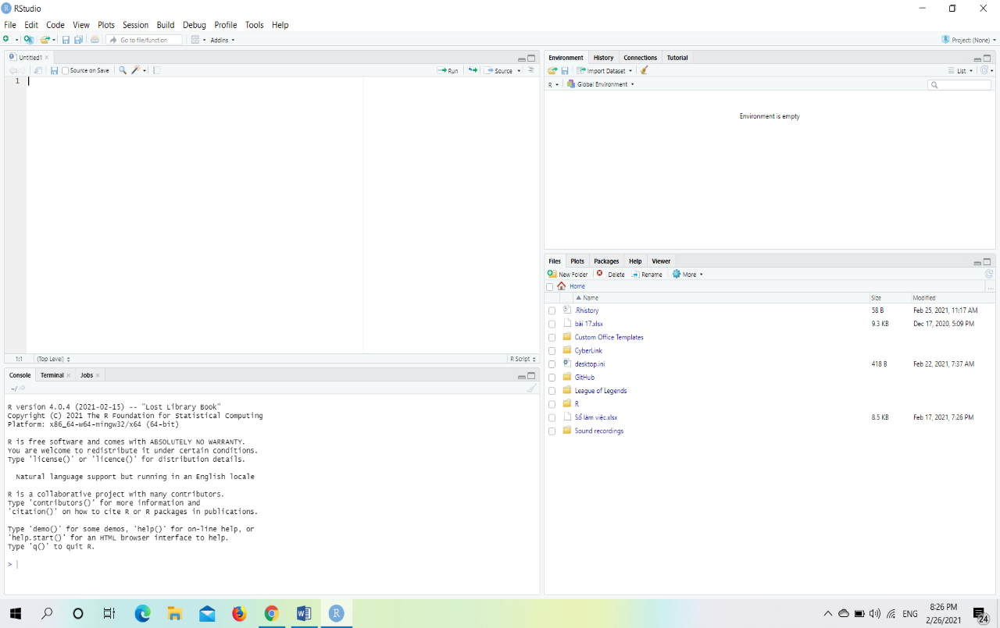 RStudio
File Edit Code View Plots Session Build Debug Profile Tools Help
Go to file/function Addins Project: (None)
Untitled1
Source on Save Run Source
1
1:1 (Top Level) R Script
Console Terminal Jobs
~/
R version 4.0.4 (2021-02-15) -- "Lost Library Book"
Copyright (C) 2021 The R Foundation for Statistical Computing
Platform: x86_64-w64-mingw32/x64 (64-bit)
R is free software and comes with ABSOLUTELY NO WARRANTY.
You are welcome to redistribute it under certain conditions.
Type 'license()' or 'licence()' for distribution details.
Natural language support but running in an English locale
R is a collaborative project with many contributors.
Type 'contributors()' for more information and
'citation()' on how to cite R or R packages in publications.
Type 'demo()' for some demos, 'help()' for on-line help, or
'help.start()' for an HTML browser interface to help.
Type 'q()' to quit R.
>
Environment History Connections Tutorial
Import Dataset List
R Global Environment
Environment is empty
Files Plots Packages Help Viewer
New Folder Delete Rename More
Home ...
Name Size Modified
.Rhistory 58 B Feb 25, 2021, 11:17 AM
bài 17.xlsx 9.3 KB Dec 17, 2020, 5:09 PM
Custom Office Templates
CyberLink
desktop.ini 418 B Feb 22, 2021, 7:37 AM
GitHub
League of Legends
R
Sổ làm việc.xlsx 8.5 KB Feb 17, 2021, 7:26 PM
Sound recordings
ENG
8:26 PM
2/26/2021
24